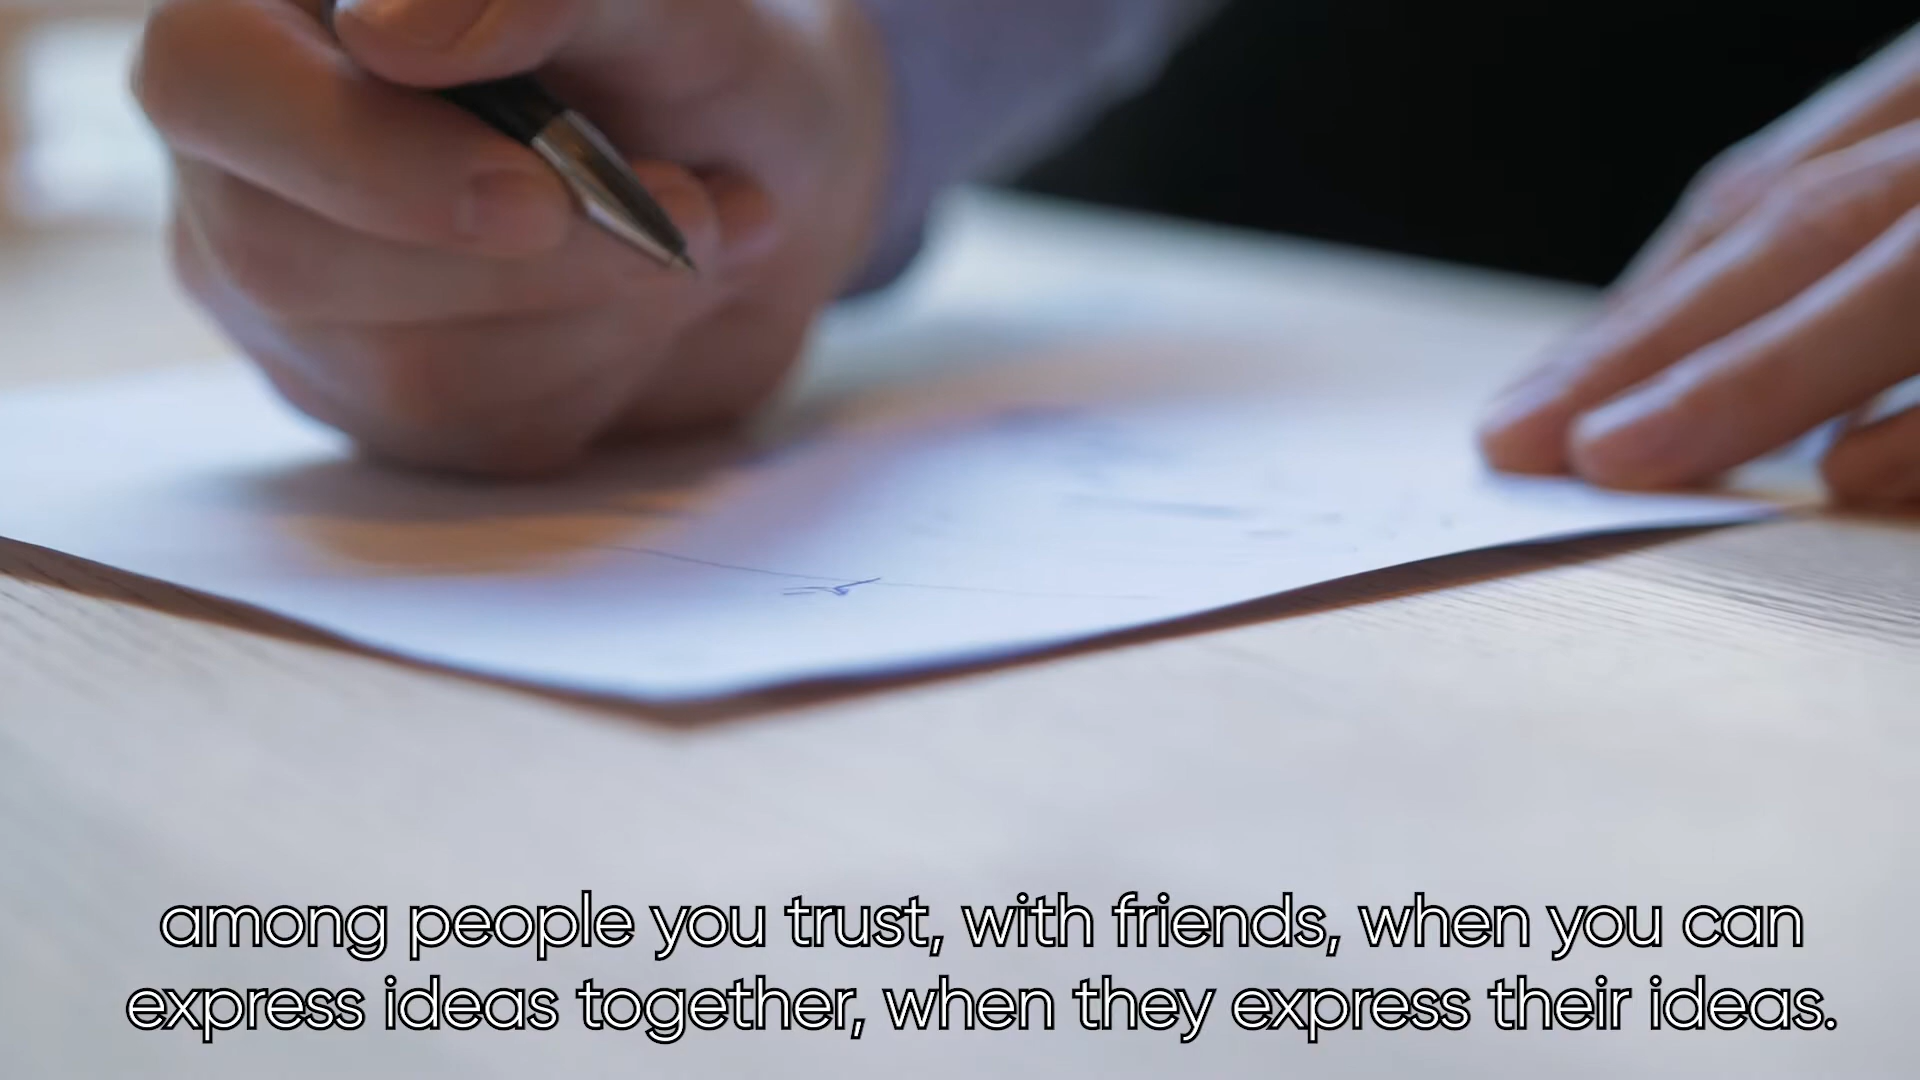 among people you trust, with friends, when you can
express ideas together, when they express their ideas.